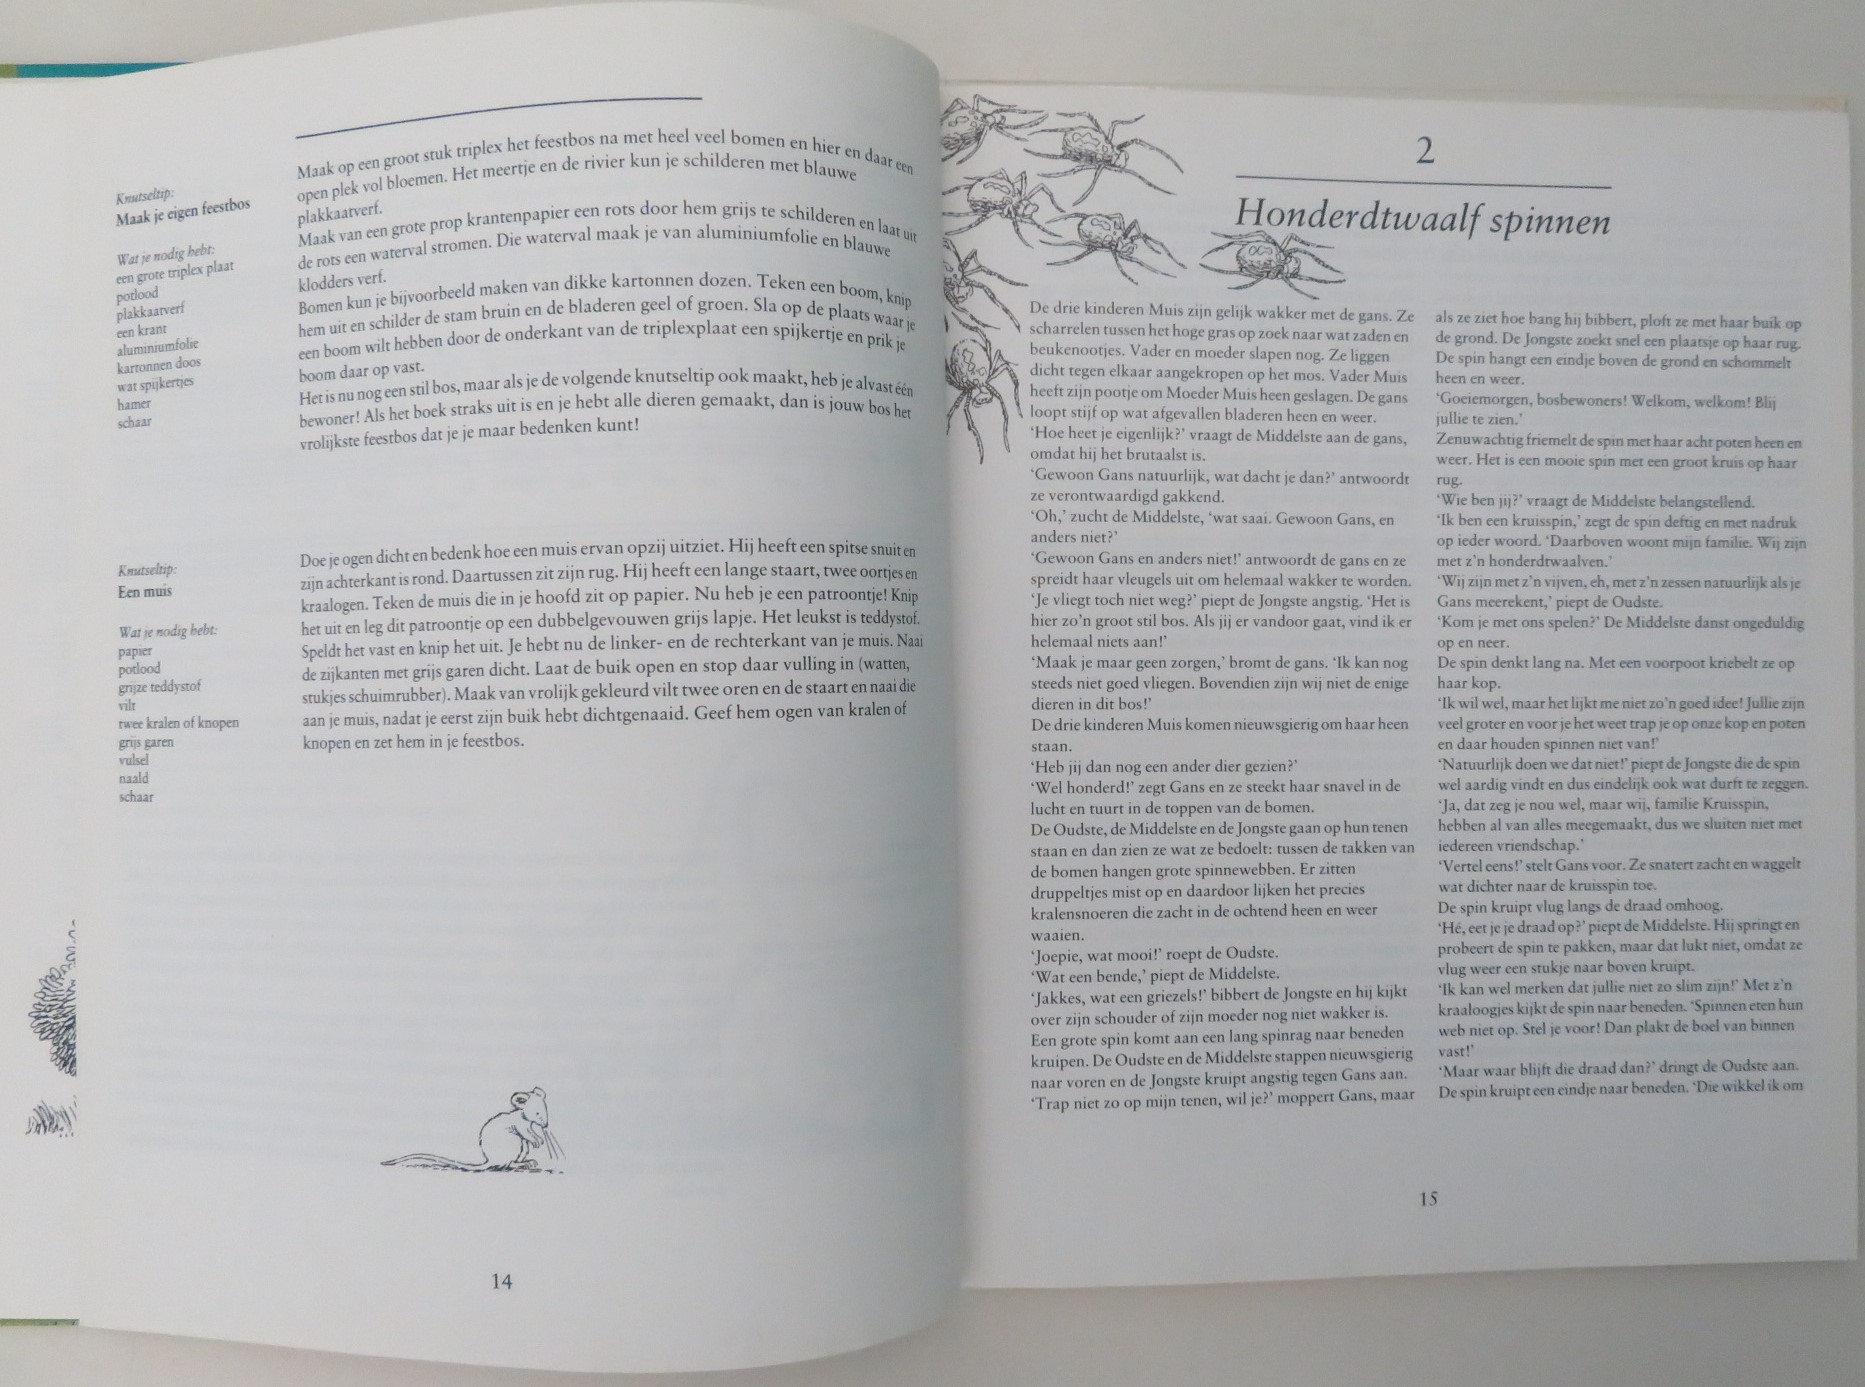 Knutseltip:
Maak je eigen feestbos
Wat je nodig hebt:
een grote triplex plaat
potlood
plakkaatverf
een krant
aluminiumfolie
kartonnen doos
wat spijkertjes
hamer
schaar
Maak op een groot stuk triplex het feestbos na met heel veel bomen en hier en daar een
open plek vol bloemen. Het meertje en de rivier kun je schilderen met blauwe
plakkaatverf.
Maak van een grote prop krantenpapier een rots door hem grijs te schilderen en laat uit
de rots een waterval stromen. Die waterval maak je van aluminiumfolie en blauwe
klodders verf.
Bomen kun je bijvoorbeeld maken van dikke kartonnen dozen. Teken een boom, knip
hem uit en schilder de stam bruin en de bladeren geel of groen. Sla op de plaats waar je
een boom wilt hebben door de onderkant van de triplexplaat een spijkertje en prik je
boom daar op vast.
Het is nu nog een stil bos, maar als je de volgende knutseltip ook maakt, heb je alvast één
bewoner! Als het boek straks uit is en je hebt alle dieren gemaakt, dan is jouw bos het
vrolijkste feestbos dat je je maar bedenken kunt!
Knutseltip:
Een muis
Wat je nodig hebt:
papier
potlood
grijze teddystof
vilt
twee kralen of knopen
grijs garen
vulsel
naald
schaar
Doe je ogen dicht en bedenk hoe een muis ervan opzij uitziet. Hij heeft een spitse snuit en
zijn achterkant is rond. Daartussen zit zijn rug. Hij heeft een lange staart, twee oortjes en
kraalogen. Teken de muis die in je hoofd zit op papier. Nu heb je een patroontje! Knip
het uit en leg dit patroontje op een dubbelgevouwen grijs lapje. Het leukst is teddystof.
Speldt het vast en knip het uit. Je hebt nu de linker- en de rechterkant van je muis. Naai
de zijkanten met grijs garen dicht. Laat de buik open en stop daar vulling in (watten,
stukjes schuimrubber). Maak van vrolijk gekleurd vilt twee oren en de staart en naai die
aan je muis, nadat je eerst zijn buik hebt dichtgenaaid. Geef hem ogen van kralen of
knopen en zet hem in je feestbos.
14
2
Honderdtwaalf spinnen
De drie kinderen Muis zijn gelijk wakker met de gans. Ze
scharrelen tussen het hoge gras op zoek naar wat zaden en
beukenootjes. Vader en moeder slapen nog. Ze liggen
dicht tegen elkaar aangekropen op het mos. Vader Muis
heeft zijn pootje om Moeder Muis heen geslagen. De gans
loopt stijf op wat afgevallen bladeren heen en weer.
‘Hoe heet je eigenlijk?’ vraagt de Middelste aan de gans,
omdat hij het brutaalst is.
‘Gewoon Gans natuurlijk, wat dacht je dan?’ antwoordt
ze verontwaardigd gakkend.
‘Oh,’ zucht de Middelste, ‘wat saai. Gewoon Gans, en
anders niet?’
‘Gewoon Gans en anders niet!’ antwoordt de gans en ze
spreidt haar vleugels uit om helemaal wakker te worden.
‘Je vliegt toch niet weg?’ piept de Jongste angstig. ‘Het is
hier zo’n groot stil bos. Als jij er vandoor gaat, vind ik er
helemaal niets aan!’
‘Maak je maar geen zorgen,’ bromt de gans. ‘Ik kan nog
steeds niet goed vliegen. Bovendien zijn wij niet de enige
dieren in dit bos!’
De drie kinderen Muis komen nieuwsgierig om haar heen
staan.
‘Heb jij dan nog een ander dier gezien?’
‘Wel honderd!’ zegt Gans en ze steekt haar snavel in de
lucht en tuurt in de toppen van de bomen.
De Oudste, de Middelste en de Jongste gaan op hun tenen
staan en dan zien ze wat ze bedoelt: tussen de takken van
de bomen hangen grote spinnewebben. Er zitten
druppeltjes mist op en daardoor lijken het precies
kralensnoeren die zacht in de ochtend heen en weer
waaien.
‘Joepie, wat mooi!’ roept de Oudste.
‘Wat een bende,’ piept de Middelste.
‘Jakkes, wat een griezels!’ bibbert de Jongste en hij kijkt
over zijn schouder of zijn moeder nog niet wakker is.
Een grote spin komt aan een lang spinrag naar beneden
kruipen. De Oudste en de Middelste stappen nieuwsgierig
naar voren en de Jongste kruipt angstig tegen Gans aan.
‘Trap niet zo op mijn tenen, wil je?’ moppert Gans, maar
als ze ziet hoe bang hij bibbert, ploft ze met haar buik op
de grond. De Jongste zoekt snel een plaatsje op haar rug.
De spin hangt een eindje boven de grond en schommelt
heen en weer.
‘Goeiemorgen, bosbewoners! Welkom, welkom! Blij
jullie te zien.’
Zenuwachtig friemelt de spin met haar acht poten heen en
weer. Het is een mooie spin met een groot kruis op haar
rug.
‘Wie ben jij?’ vraagt de Middelste belangstellend.
‘Ik ben een kruisspin,’ zegt de spin deftig en met nadruk
op ieder woord. ‘Daarboven woont mijn familie. Wij zijn
met z’n honderdtwaalven.’
‘Wij zijn met z’n vijven, eh, met z’n zessen natuurlijk als je
Gans meerekent,’ piept de Oudste.
‘Kom je met ons spelen?’ De Middelste danst ongeduldig
op en neer.
De spin denkt lang na. Met een voorpoot kriebelt ze op
haar kop.
‘Ik wil wel, maar het lijkt me niet zo’n goed idee! Jullie zijn
veel groter en voor je het weet trap je op onze kop en poten
en daar houden spinnen niet van!’
‘Natuurlijk doen we dat niet!’ piept de Jongste die de spin
wel aardig vindt en dus eindelijk ook wat durft te zeggen.
‘Ja, dat zeg je nou wel, maar wij, familie Kruisspin,
hebben al van alles meegemaakt, dus we sluiten niet met
iedereen vriendschap.’
‘Vertel eens!’ stelt Gans voor. Ze snatert zacht en waggelt
wat dichter naar de kruisspin toe.
De spin kruipt vlug langs de draad omhoog.
‘Hé, eet je je draad op?’ piept de Middelste. Hij springt en
probeert de spin te pakken, maar dat lukt niet, omdat ze
vlug weer een stukje naar boven kruipt.
‘Ik kan wel merken dat jullie niet zo slim zijn!’ Met z’n
kraaloogjes kijkt de spin naar beneden. ‘Spinnen eten hun
web niet op. Stel je voor! Dan plakt de boel van binnen
vast!’
‘Maar waar blijft die draad dan?’ dringt de Oudste aan.
De spin kruipt een eindje naar beneden. ‘Die wikkel ik om
15